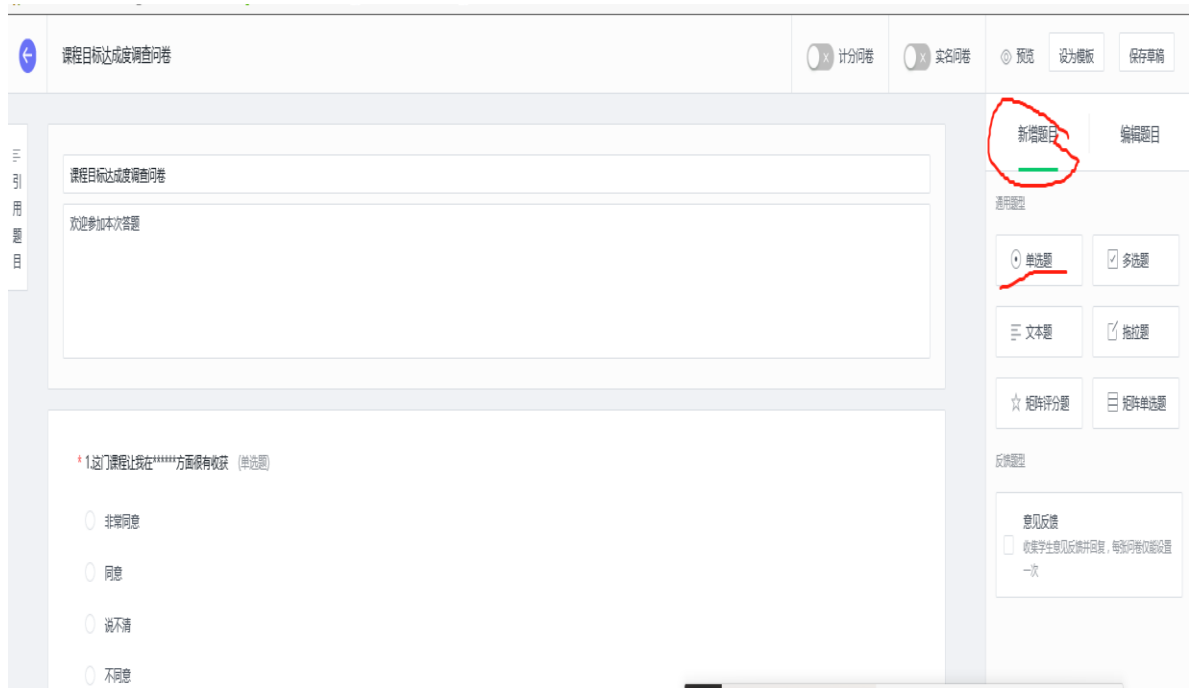 课程目标达成度调查问卷
计分问卷
实名问卷
预览
设为模板
保存草稿
引用题目
课程目标达成度调查问卷
欢迎参加本次答题
* 1.这门课程让我在******方面很有收获 (单选题)
非常同意
同意
说不清
不同意
新增题目
编辑题目
通用题型
单选题
多选题
文本题
拖拉题
矩阵评分题
矩阵单选题
反馈题型
意见反馈
收集学生意见反馈并回复，每张问卷仅能设置
一次